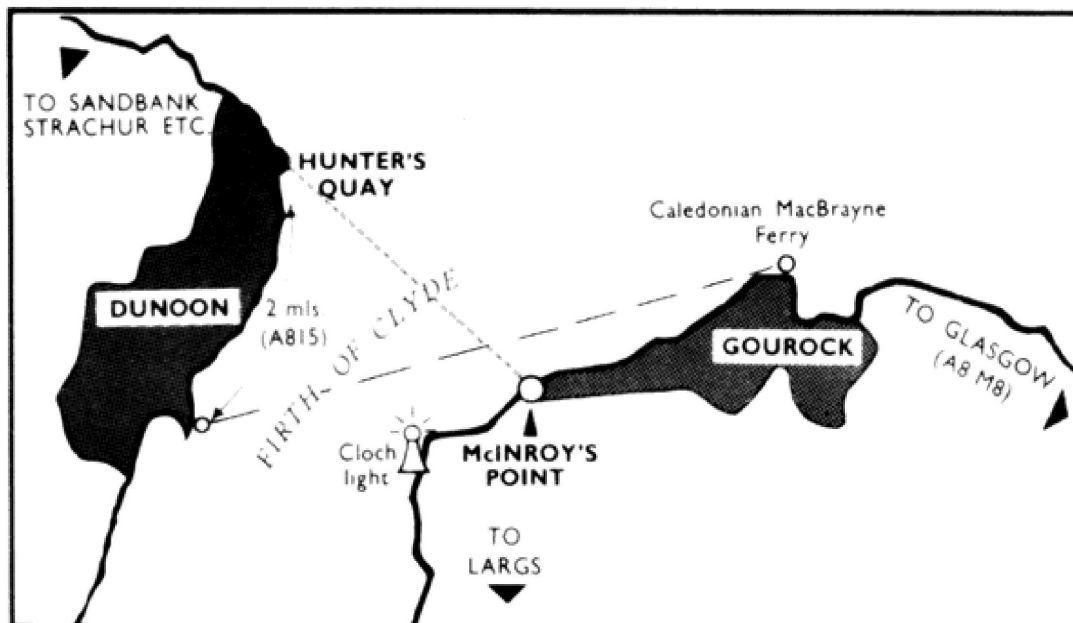 TO SANDBANK
STRACHUR ETC.
HUNTER'S
QUAY
Caledonian MacBrayne
Ferry
DUNOON
2 mls.
(A815)
FIRTH OF CLYDE
GOUROCK
TO GLASGOW
(A8 M8)
Cloch
light
McINROY'S
POINT
TO
LARGS